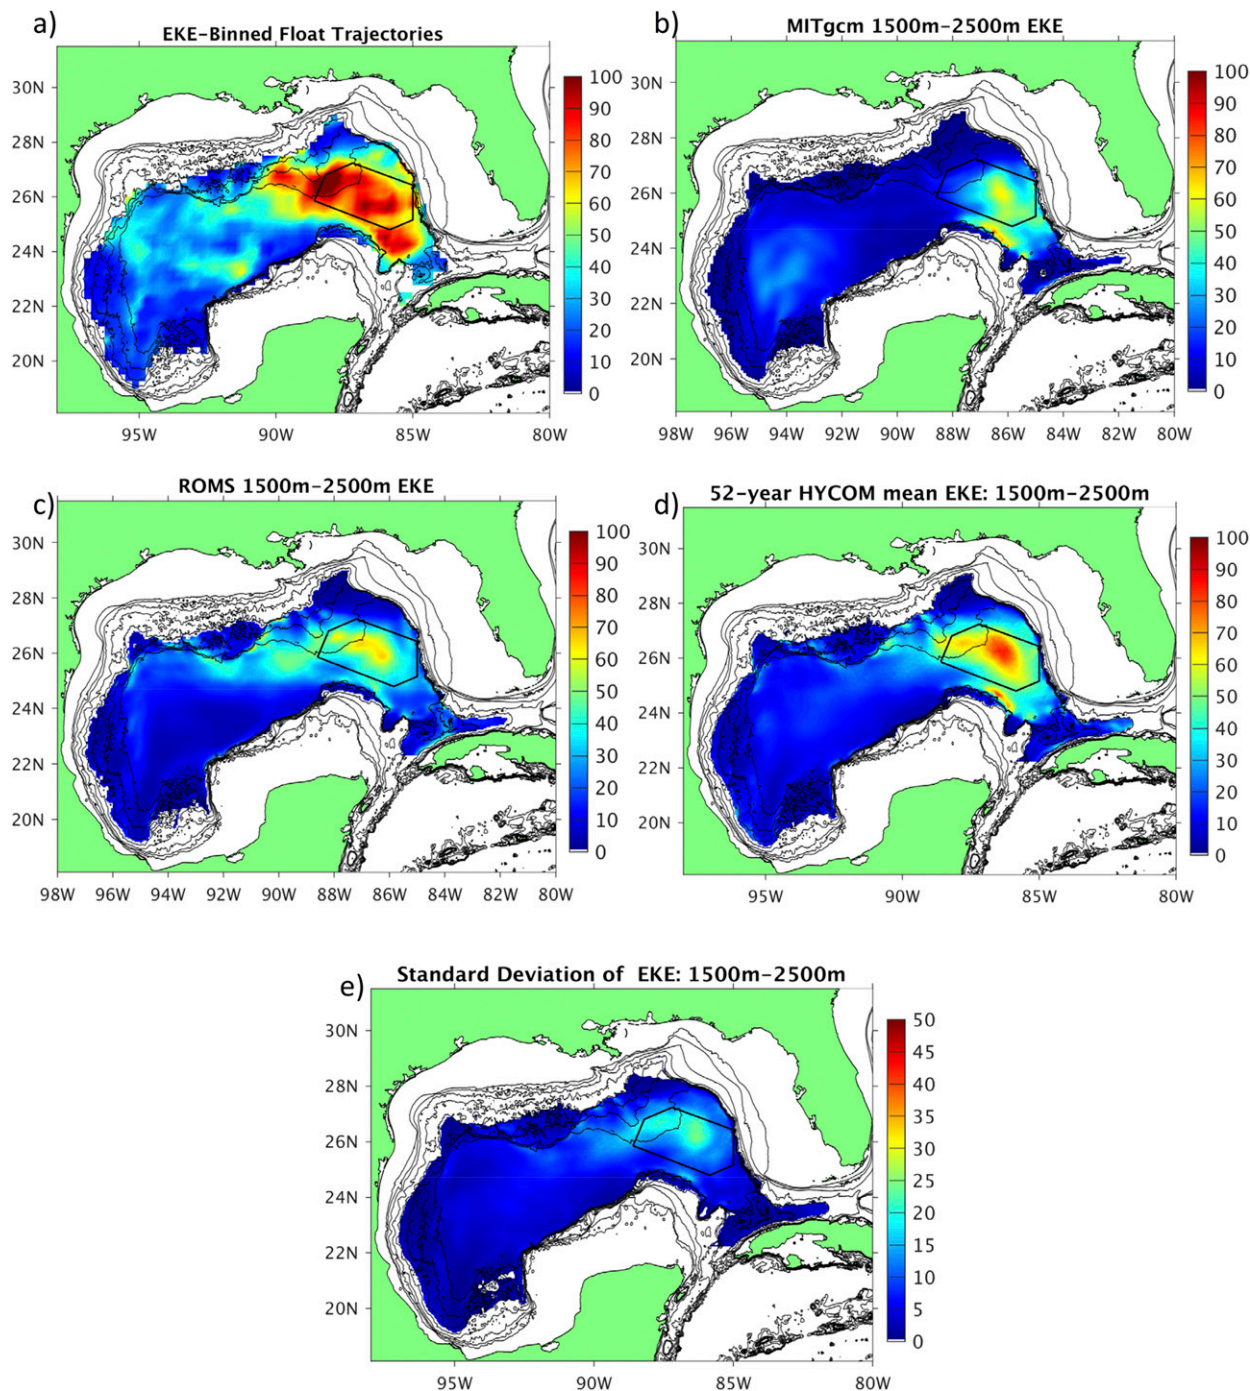 a)
EKE-Binned Float Trajectories
30N
28N
26N
24N
22N
20N
95W 90W 85W 80W
100
90
80
70
60
50
40
30
20
10
0
b)
MITgcm 1500m-2500m EKE
30N
28N
26N
24N
22N
20N
98W 96W 94W 92W 90W 88W 86W 84W 82W 80W
100
90
80
70
60
50
40
30
20
10
0
c)
ROMS 1500m-2500m EKE
30N
28N
26N
24N
22N
20N
98W 96W 94W 92W 90W 88W 86W 84W 82W 80W
100
90
80
70
60
50
40
30
20
10
0
d)
52-year HYCOM mean EKE: 1500m-2500m
30N
28N
26N
24N
22N
20N
95W 90W 85W 80W
100
90
80
70
60
50
40
30
20
10
0
e)
Standard Deviation of EKE: 1500m-2500m
30N
28N
26N
24N
22N
20N
95W 90W 85W 80W
50
45
40
35
30
25
20
15
10
5
0